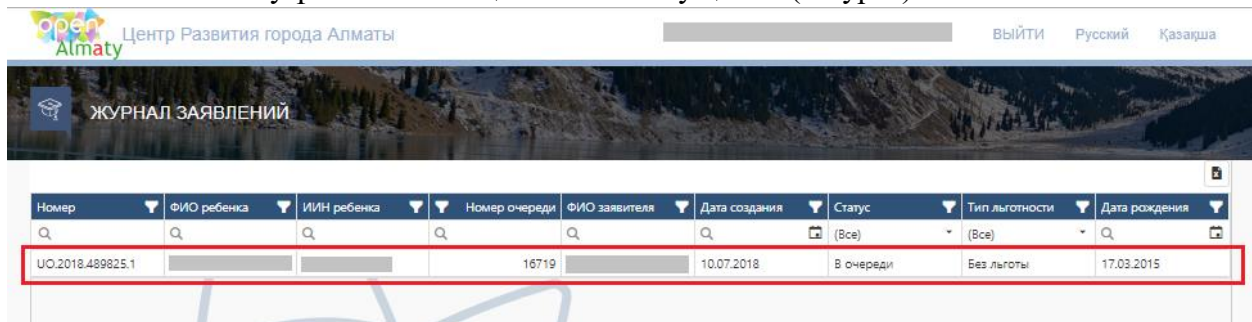 open
Almaty
Центр Развития города Алматы
ВЫЙТИ Русский Қазақша
ЖУРНАЛ ЗАЯВЛЕНИЙ
Номер ФИО ребенка ИИН ребенка Номер очереди ФИО заявителя Дата создания Статус Тип льготности Дата рождения
(Все) (Все)
UO.2018.489825.1 16719 10.07.2018 В очереди Без льготы 17.03.2015